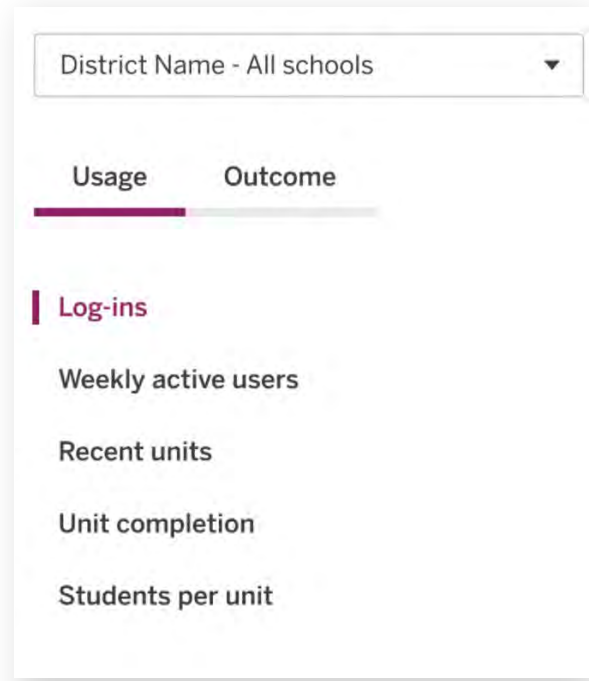 District Name - All schools
Usage Outcome
Log-ins
Weekly active users
Recent units
Unit completion
Students per unit